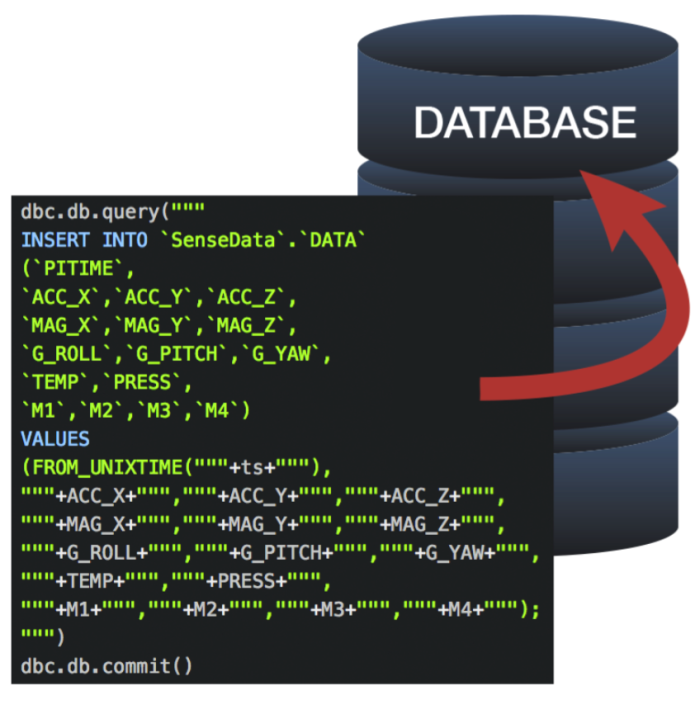 DATABASE
dbc.db.query("""
INSERT INTO `SenseData`.`DATA`
(`PITIME`,
`ACC_X`,`ACC_Y`,`ACC_Z`,
`MAG_X`,`MAG_Y`,`MAG_Z`,
`G_ROLL`,`G_PITCH`,`G_YAW`,
`TEMP`,`PRESS`,
`M1`,`M2`,`M3`,`M4`)
VALUES
(FROM_UNIXTIME("""+ts+"""),
"""+ACC_X+""","""+ACC_Y+""","""+ACC_Z+""",
"""+MAG_X+""","""+MAG_Y+""","""+MAG_Z+""",
"""+G_ROLL+""","""+G_PITCH+""","""+G_YAW+""",
"""+TEMP+""","""+PRESS+""",
"""+M1+""","""+M2+""","""+M3+""","""+M4+""");
""")
dbc.db.commit()